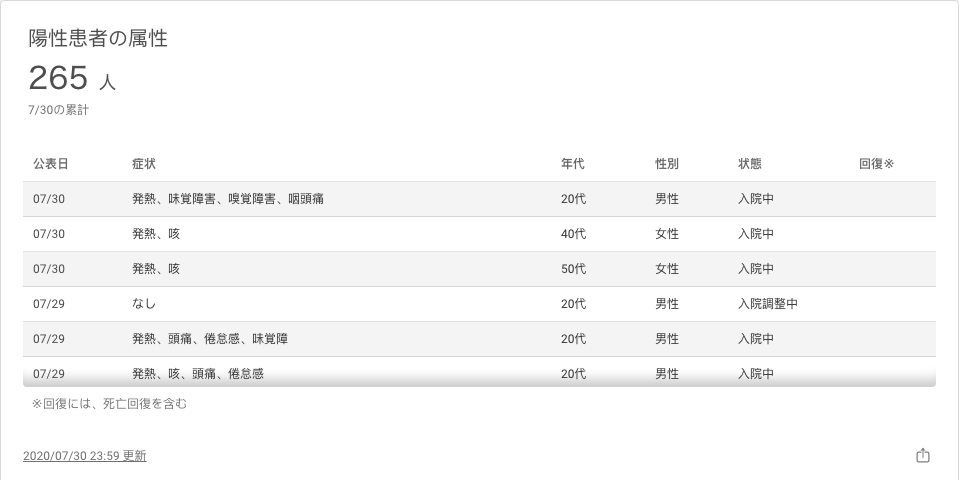 陽性患者の属性
265 人
7/30の累計
公表日 症状 年代 性別 状態 回復※
07/30 発熱、味覚障害、嗅覚障害、咽頭痛 20代 男性 入院中
07/30 発熱、咳 40代 女性 入院中
07/30 発熱、咳 50代 女性 入院中
07/29 なし 20代 男性 入院調整中
07/29 発熱、頭痛、倦怠感、味覚障 20代 男性 入院中
07/29 発熱、咳、頭痛、倦怠感 20代 男性 入院中
※回復には、死亡回復を含む
2020/07/30 23:59 更新